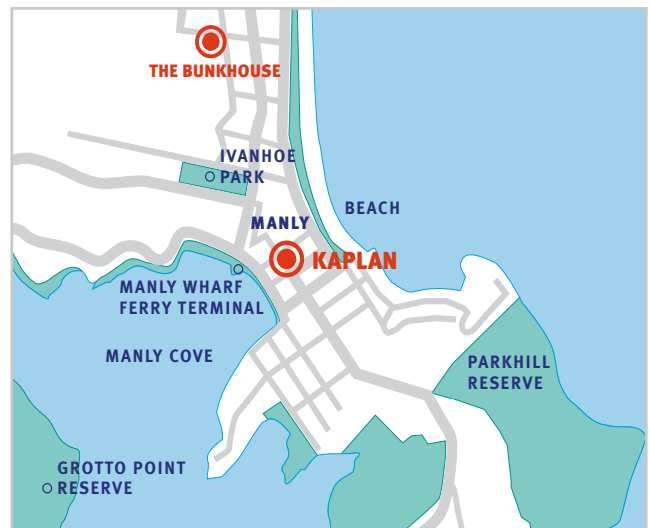 THE BUNKHOUSE
IVANHOE
PARK
BEACH
MANLY
KAPLAN
MANLY WHARF
FERRY TERMINAL
MANLY COVE
PARKHILL
RESERVE
GROTTO POINT
RESERVE